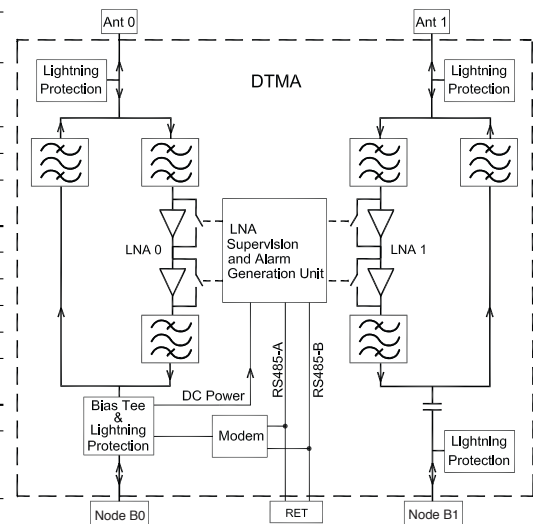 Ant 0
Ant 1
Lightning
Protection
DTMA
Lightning
Protection
LNA
Supervision
and Alarm
Generation Unit
LNA 0
LNA 1
RS485-A
RS485-B
DC Power
Bias Tee
&
Lightning
Protection
Modem
Lightning
Protection
Node B0
RET
Node B1